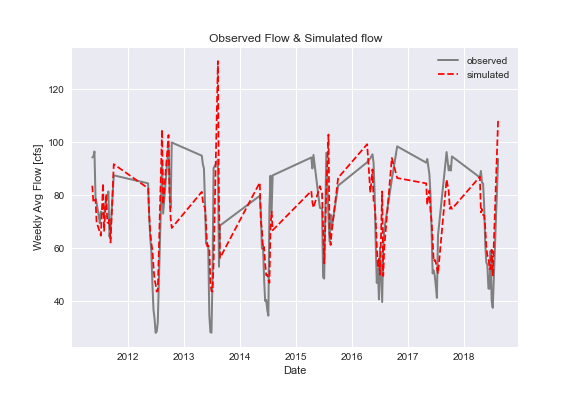 Observed Flow & Simulated flow
observed
simulated
Weekly Avg Flow [cfs]
120
100
80
60
40
2012 2013 2014 2015 2016 2017 2018
Date